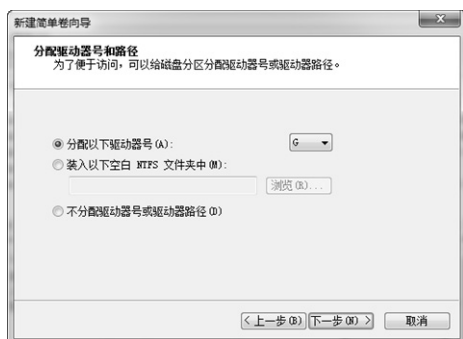 新建简单卷向导
分配驱动器号和路径
为了便于访问，可以给磁盘分区分配驱动器号或驱动器路径。
分配以下驱动器号(A):
G
装入以下空白 NTFS 文件夹中(M):
浏览(R)...
不分配驱动器号或驱动器路径(D)
< 上一步(B)
下一步(N) >
取消